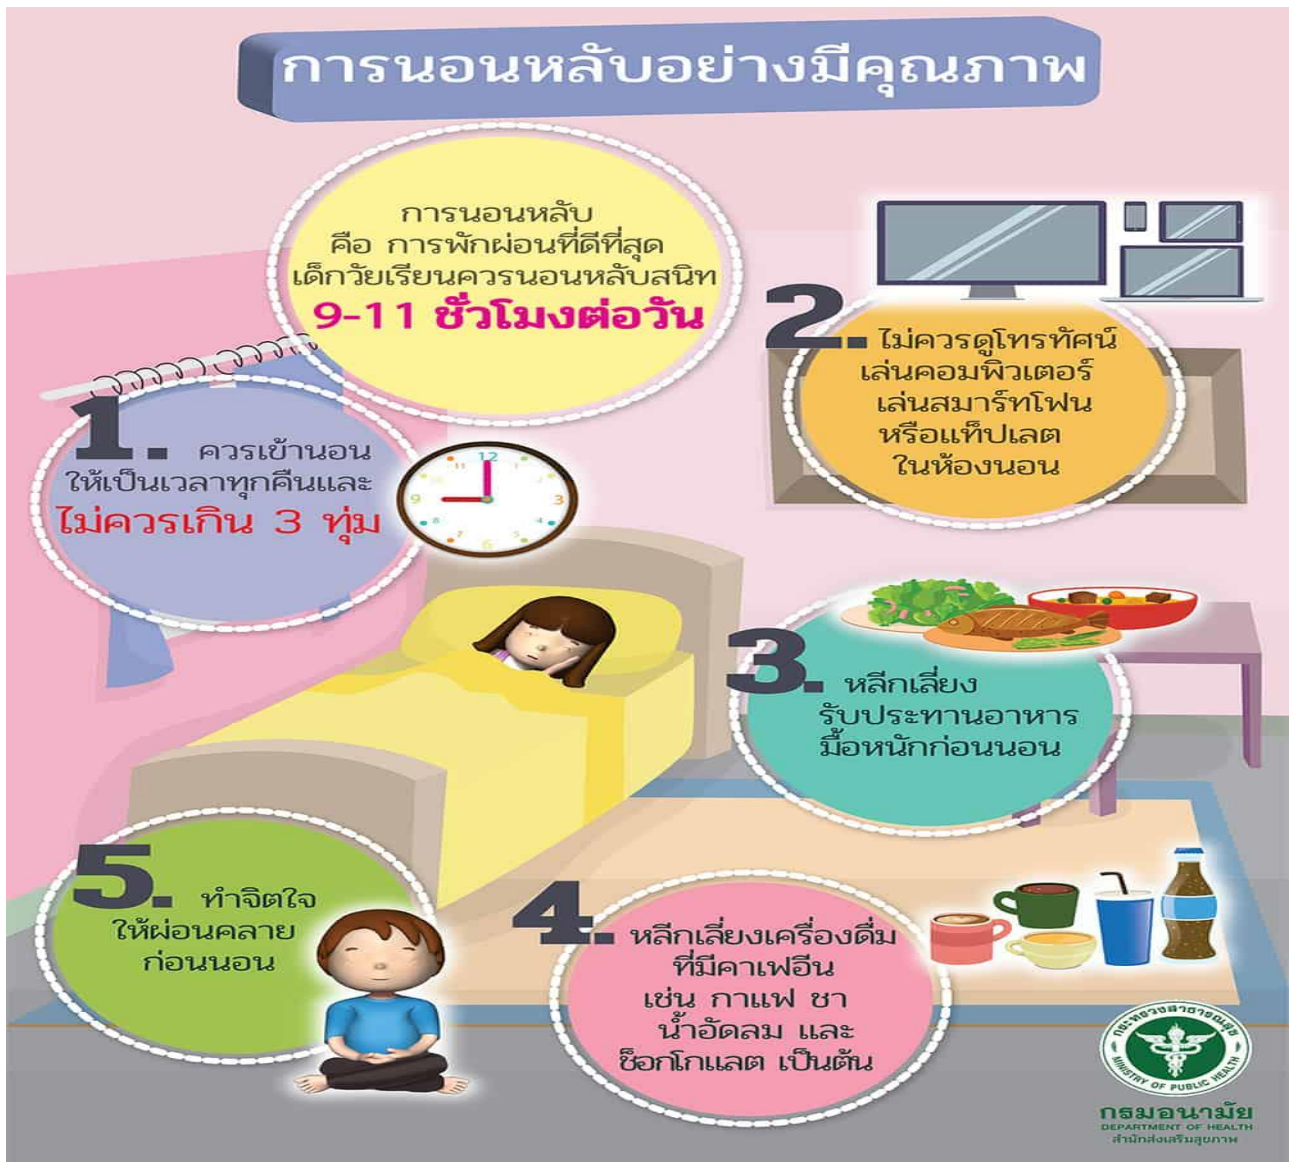 การนอนหลับอย่างมีคุณภาพ
การนอนหลับ
คือ การพักผ่อนที่ดีที่สุด
เด็กวัยเรียนควรนอนหลับสนิท
9-11 ชั่วโมงต่อวัน
1. ควรเข้านอน
ให้เป็นเวลาทุกคืนและ
ไม่ควรเกิน 3 ทุ่ม
12
1
2
3
4
5
6
7
8
9
10
11
2. ไม่ควรดูโทรทัศน์
เล่นคอมพิวเตอร์
เล่นสมาร์ทโฟน
หรือแท็ปเลต
ในห้องนอน
3. หลีกเลี่ยง
รับประทานอาหาร
มื้อหนักก่อนนอน
4. หลีกเลี่ยงเครื่องดื่ม
ที่มีคาเฟอีน
เช่น กาแฟ ชา
น้ำอัดลม และ
ช็อกโกแลต เป็นต้น
5. ทำจิตใจ
ให้ผ่อนคลาย
ก่อนนอน
กระทรวงสาธารณสุข
MINISTRY OF PUBLIC HEALTH
กรมอนามัย
DEPARTMENT OF HEALTH
สำนักส่งเสริมสุขภาพ